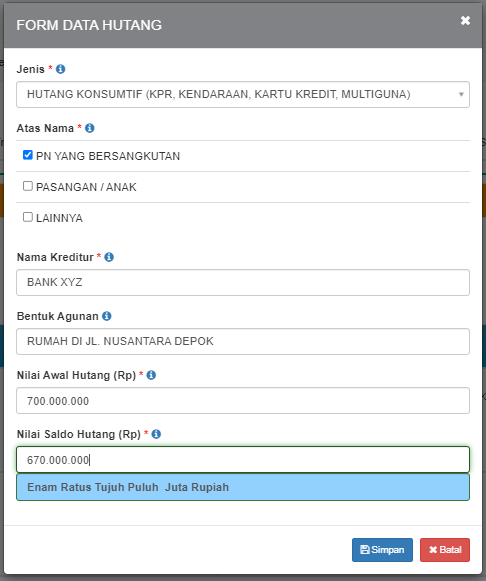 FORM DATA HUTANG
Jenis *
HUTANG KONSUMTIF (KPR, KENDARAAN, KARTU KREDIT, MULTIGUNA)
Atas Nama *
PN YANG BERSANGKUTAN
PASANGAN / ANAK
LAINNYA
Nama Kreditur *
BANK XYZ
Bentuk Agunan
RUMAH DI JL. NUSANTARA DEPOK
Nilai Awal Hutang (Rp) *
700.000.000
Nilai Saldo Hutang (Rp) *
670.000.000
Enam Ratus Tujuh Puluh  Juta Rupiah
Simpan
Batal